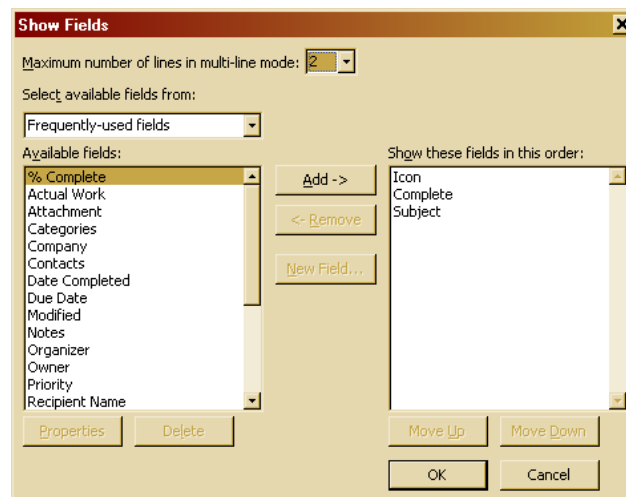 Show Fields
Maximum number of lines in multi-line mode: 2
Select available fields from:
Frequently-used fields
Available fields:
% Complete
Actual Work
Attachment
Categories
Company
Contacts
Date Completed
Due Date
Modified
Notes
Organizer
Owner
Priority
Recipient Name
Add ->
<- Remove
New Field...
Show these fields in this order:
Icon
Complete
Subject
Properties
Delete
Move Up
Move Down
OK
Cancel